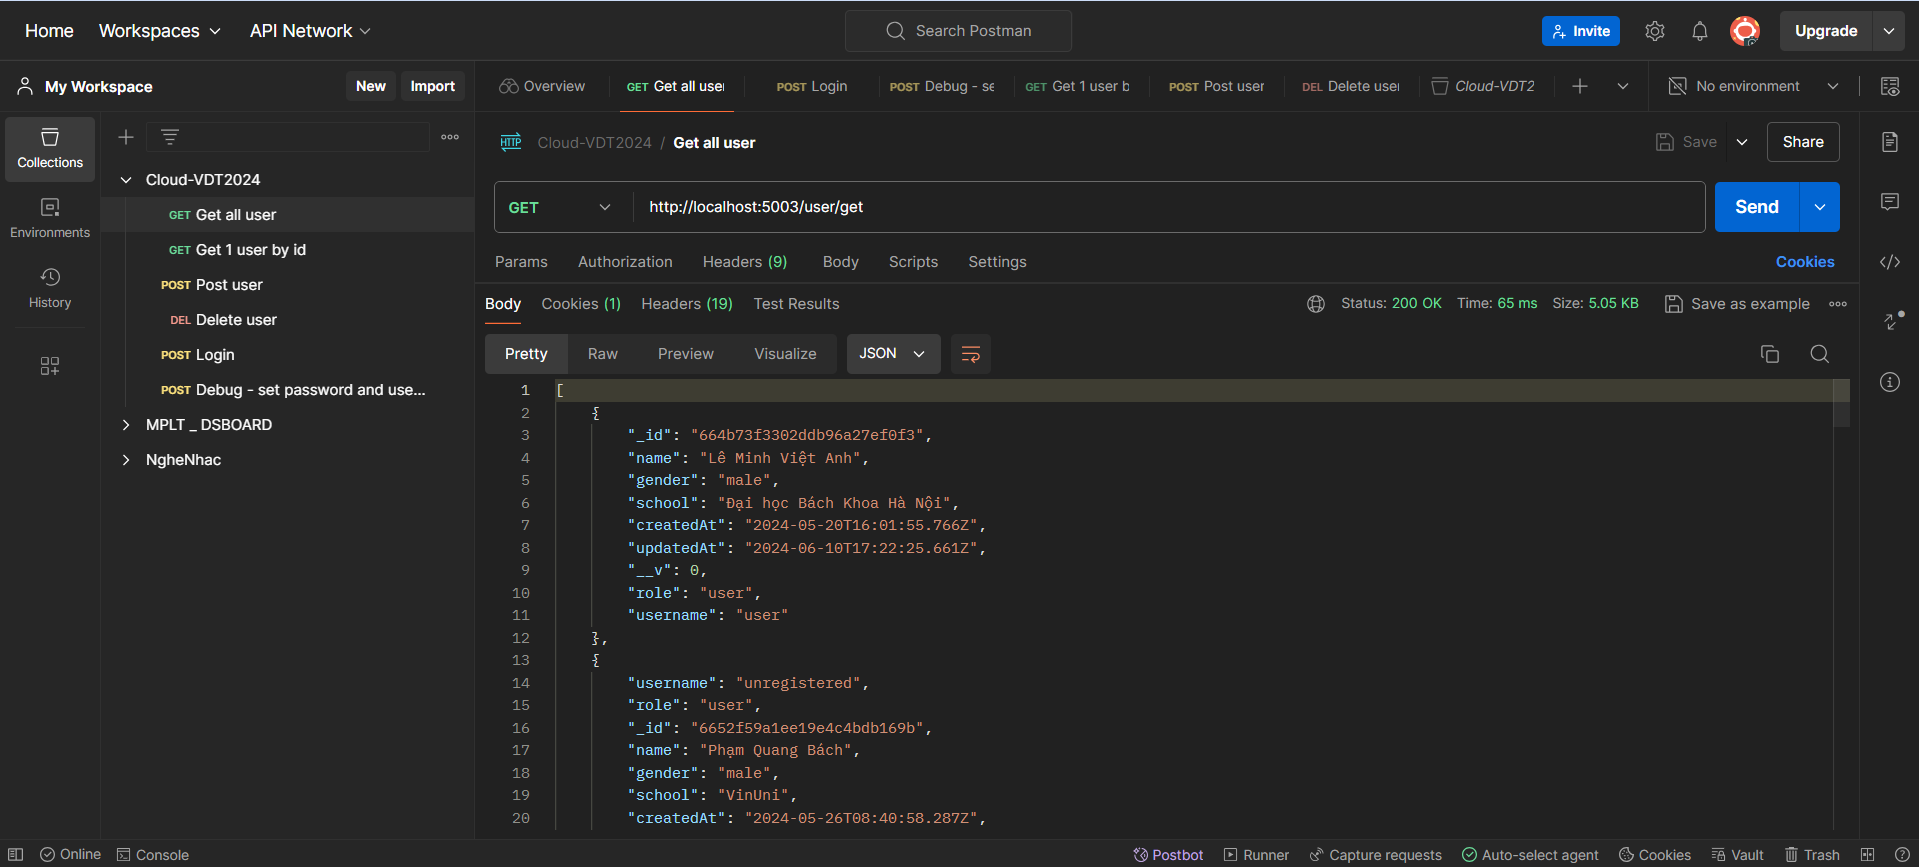 Home Workspaces API Network Search Postman Invite Upgrade
My Workspace New Import Overview GET Get all user POST Login POST Debug - se GET Get 1 user b POST Post user DEL Delete user Cloud-VDT2 No environment
Collections
Environments
History
Cloud-VDT2024
GET Get all user
GET Get 1 user by id
POST Post user
DEL Delete user
POST Login
POST Debug - set password and use...
MPLT _ DSBOARD
NgheNhac
HTTP Cloud-VDT2024 / Get all user Save Share
GET http://localhost:5003/user/get Send
Params Authorization Headers (9) Body Scripts Settings Cookies
Body Cookies (1) Headers (19) Test Results Status: 200 OK Time: 65 ms Size: 5.05 KB Save as example
Pretty Raw Preview Visualize JSON
1 [
2 {
3 "_id": "664b73f3302ddb96a27ef0f3",
4 "name": "Lê Minh Việt Anh",
5 "gender": "male",
6 "school": "Đại học Bách Khoa Hà Nội",
7 "createdAt": "2024-05-20T16:01:55.766Z",
8 "updatedAt": "2024-06-10T17:22:25.661Z",
9 "__v": 0,
10 "role": "user",
11 "username": "user"
12 },
13 {
14 "username": "unregistered",
15 "role": "user",
16 "_id": "6652f59a1ee19e4c4bdb169b",
17 "name": "Phạm Quang Bách",
18 "gender": "male",
19 "school": "VinUni",
20 "createdAt": "2024-05-26T08:40:58.287Z",
Online Console Postbot Runner Capture requests Auto-select agent Cookies Vault Trash